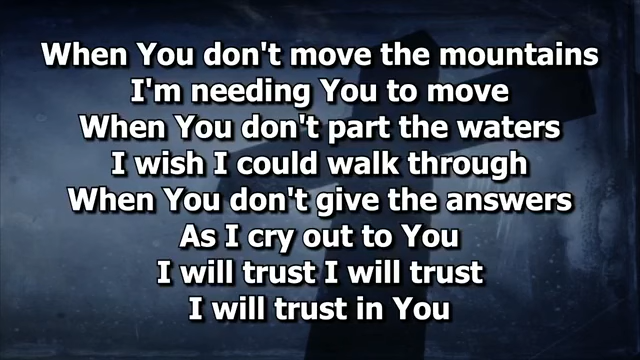 When You don't move the mountains
I'm needing You to move
When You don't part the waters
I wish I could walk through
When You don't give the answers
As I cry out to You
I will trust I will trust
I will trust in You